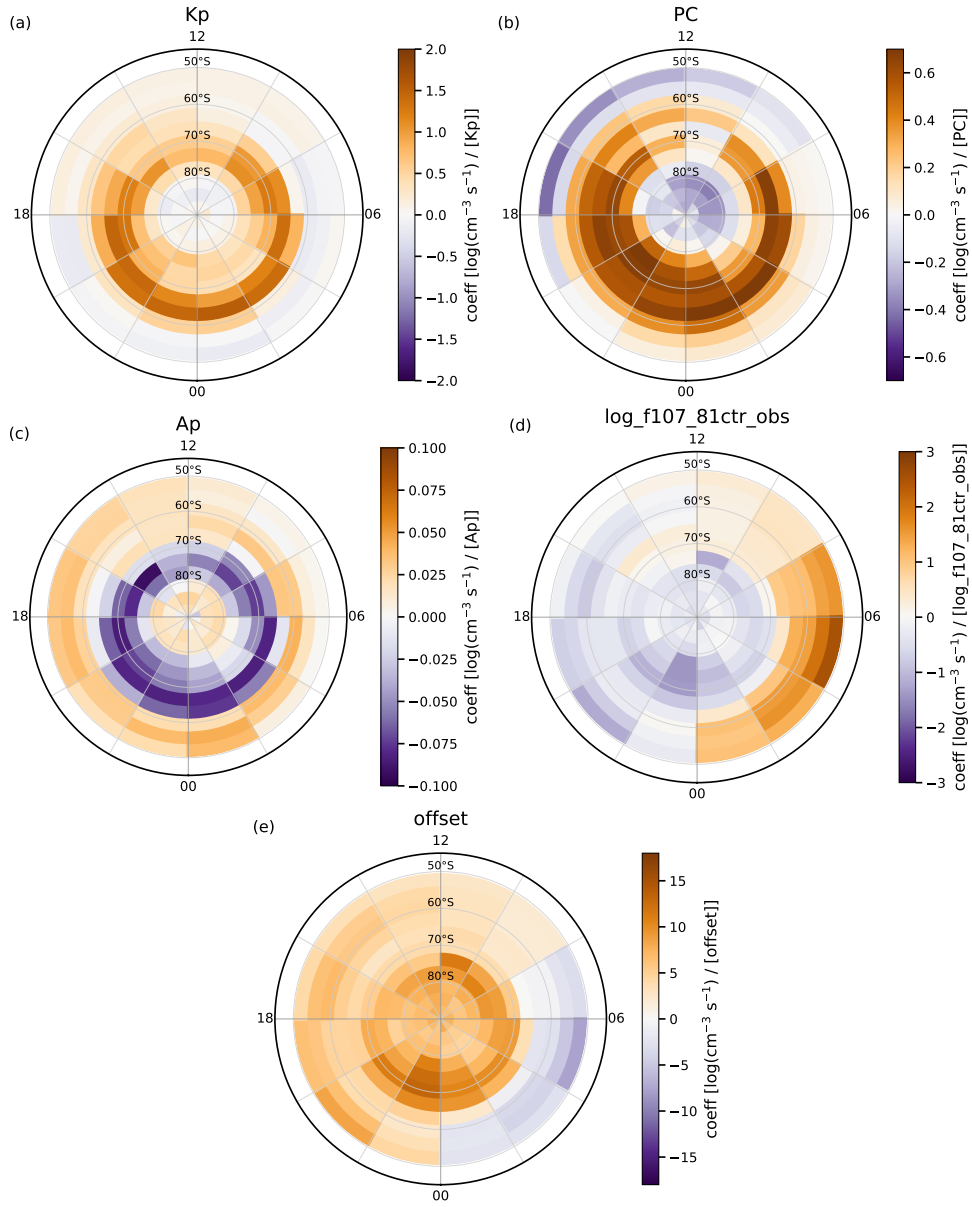 (a)
Kp
12
50°S
60°S
70°S
80°S
18
06
00
2.0
1.5
1.0
0.5
0.0
−0.5
−1.0
−1.5
−2.0
coeff [log(cm⁻³ s⁻¹) / [Kp]]
(b)
PC
12
50°S
60°S
70°S
80°S
18
06
00
0.6
0.4
0.2
0.0
−0.2
−0.4
−0.6
coeff [log(cm⁻³ s⁻¹) / [PC]]
(c)
Ap
12
50°S
60°S
70°S
80°S
18
06
00
0.100
0.075
0.050
0.025
0.000
−0.025
−0.050
−0.075
−0.100
coeff [log(cm⁻³ s⁻¹) / [Ap]]
(d)
log_f107_81ctr_obs
12
50°S
60°S
70°S
80°S
18
06
00
3
2
1
0
−1
−2
−3
coeff [log(cm⁻³ s⁻¹) / [log_f107_81ctr_obs]]
(e)
offset
12
50°S
60°S
70°S
80°S
18
06
00
15
10
5
0
−5
−10
−15
coeff [log(cm⁻³ s⁻¹) / [offset]]